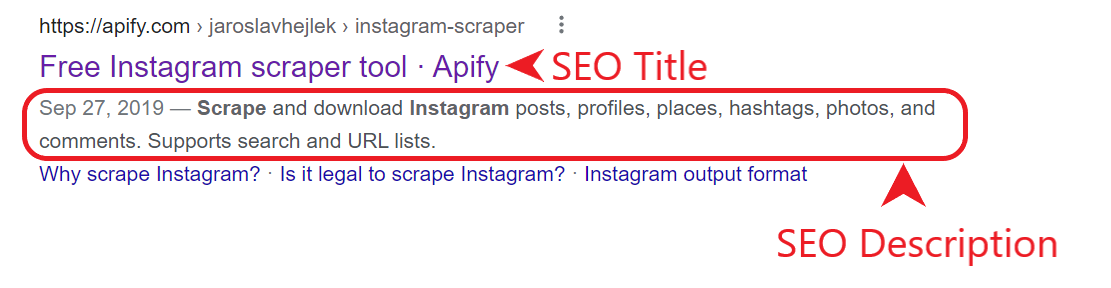 https://apify.com › jaroslavhejlek › instagram-scraper
Free Instagram scraper tool · Apify
SEO Title
Sep 27, 2019 — Scrape and download Instagram posts, profiles, places, hashtags, photos, and
comments. Supports search and URL lists.
Why scrape Instagram? · Is it legal to scrape Instagram? · Instagram output format
SEO Description